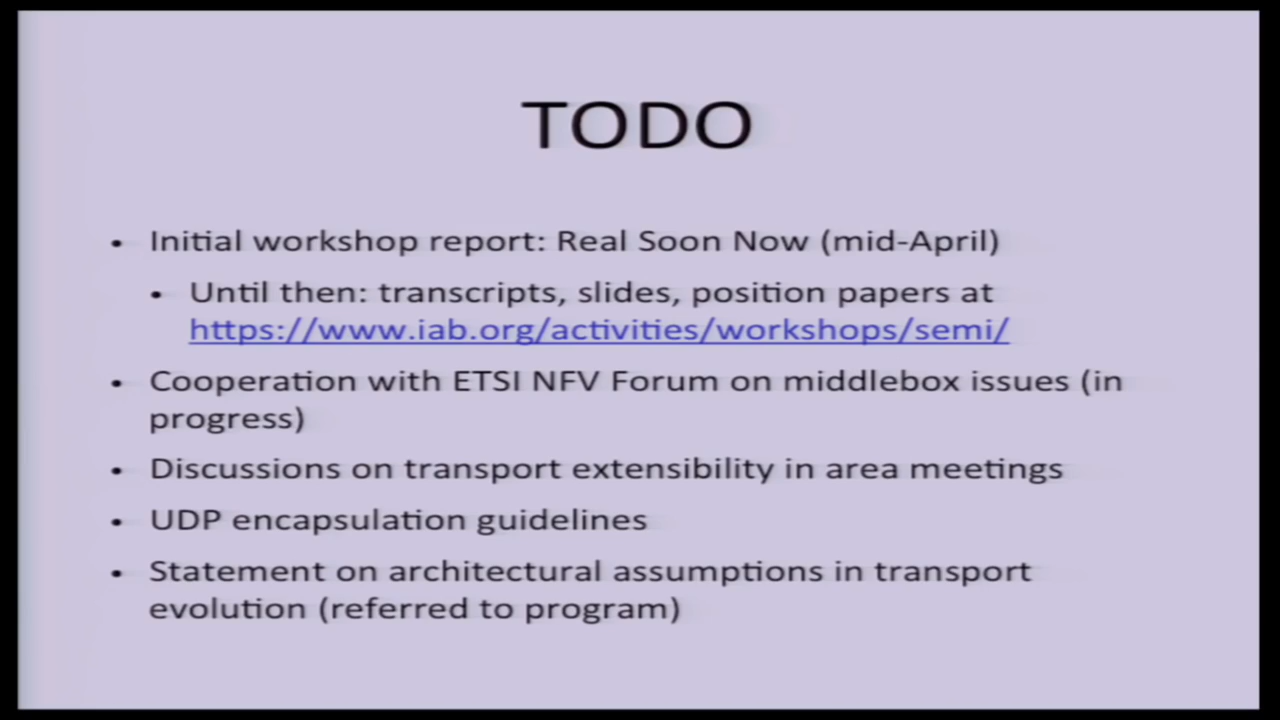 TODO
• Initial workshop report: Real Soon Now (mid-April)
• Until then: transcripts, slides, position papers at
https://www.iab.org/activities/workshops/semi/
• Cooperation with ETSI NFV Forum on middlebox issues (in
progress)
• Discussions on transport extensibility in area meetings
• UDP encapsulation guidelines
• Statement on architectural assumptions in transport
evolution (referred to program)